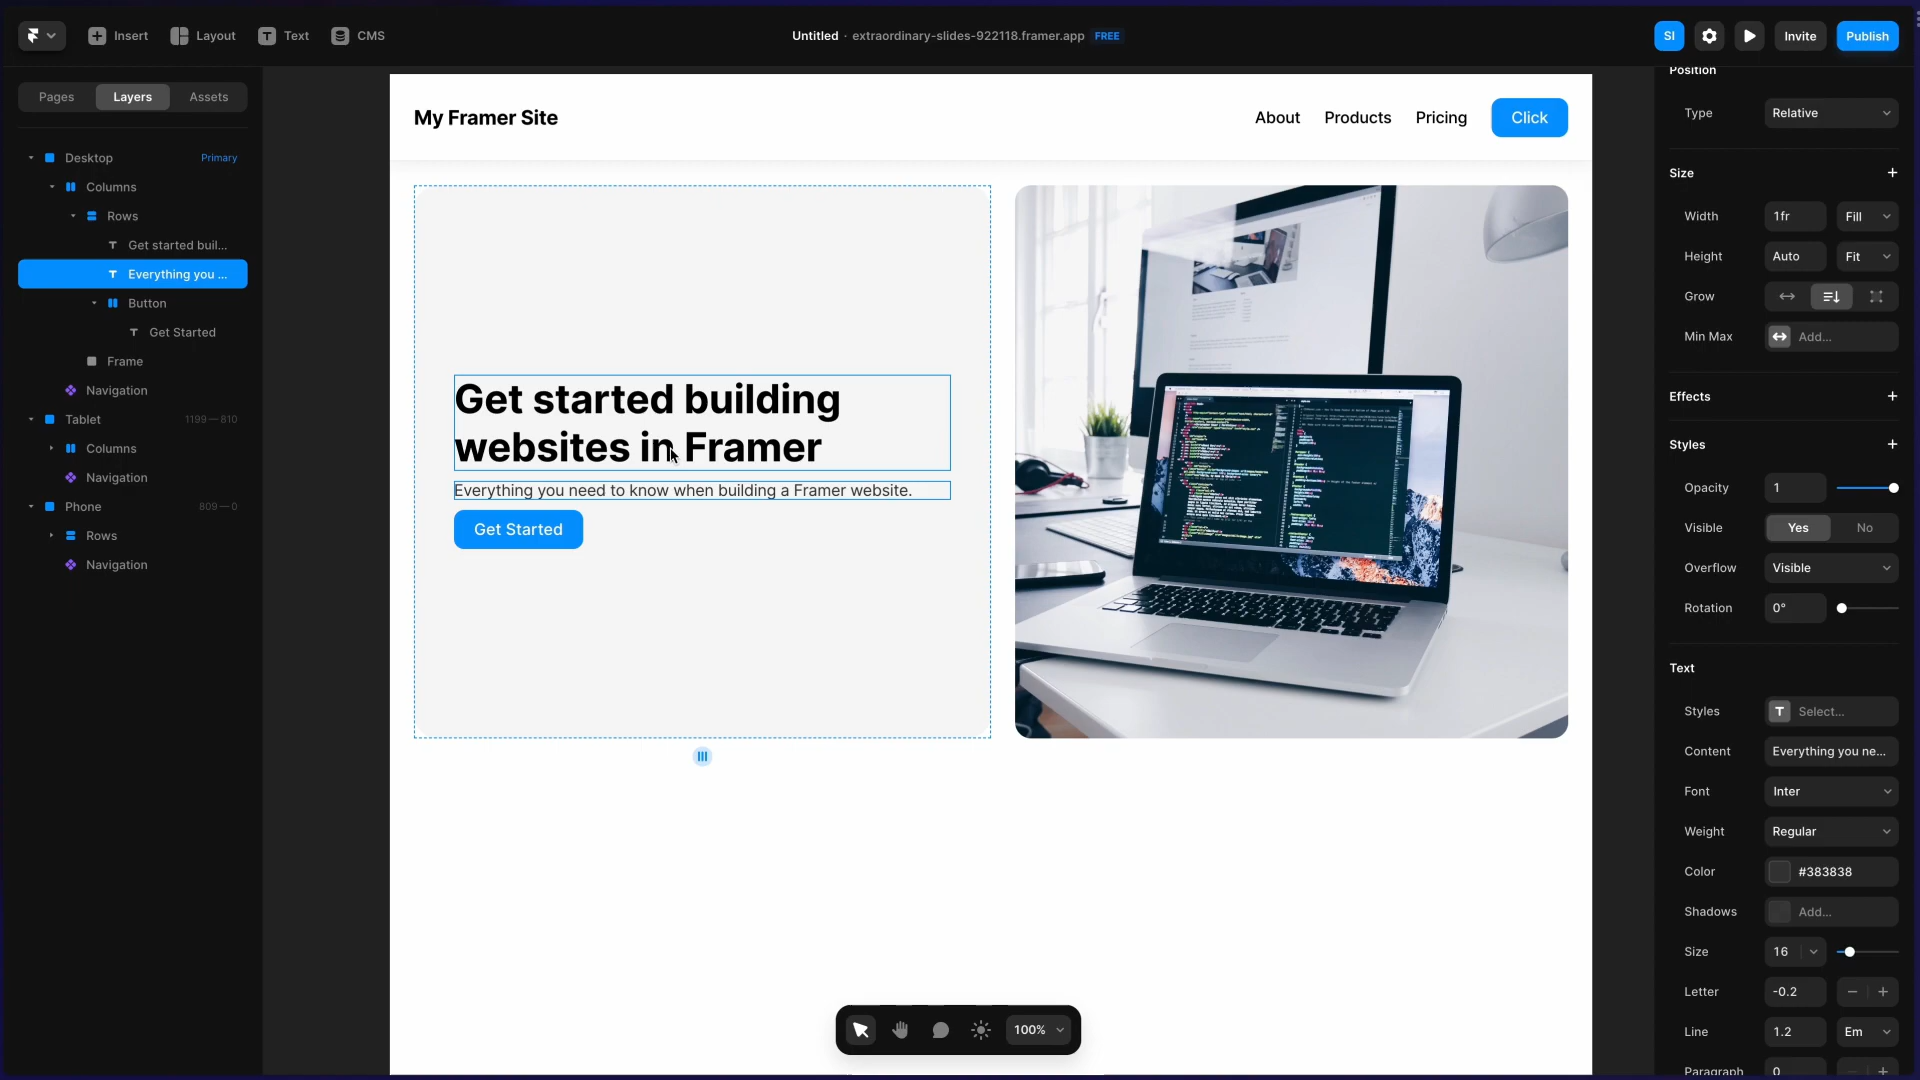 Insert
Layout
Text
CMS
Untitled · extraordinary-slides-922118.framer.app FREE
SI
Invite
Publish
Pages
Layers
Assets
Desktop
Primary
Columns
Rows
Get started buil...
Everything you ...
Button
Get Started
Frame
Navigation
Tablet
1199 — 810
Columns
Navigation
Phone
809 — 0
Rows
Navigation
My Framer Site
About
Products
Pricing
Click
Get started building
websites in Framer
Everything you need to know when building a Framer website.
Get Started
100%
Position
Type
Relative
Size
Width
1fr
Fill
Height
Auto
Fit
Grow
Min Max
Add...
Effects
Styles
Opacity
1
Visible
Yes
No
Overflow
Visible
Rotation
0°
Text
Styles
T
Select...
Content
Everything you ne...
Font
Inter
Weight
Regular
Color
#383838
Shadows
Add...
Size
16
Letter
-0.2
Line
1.2
Em
Paragraph
0